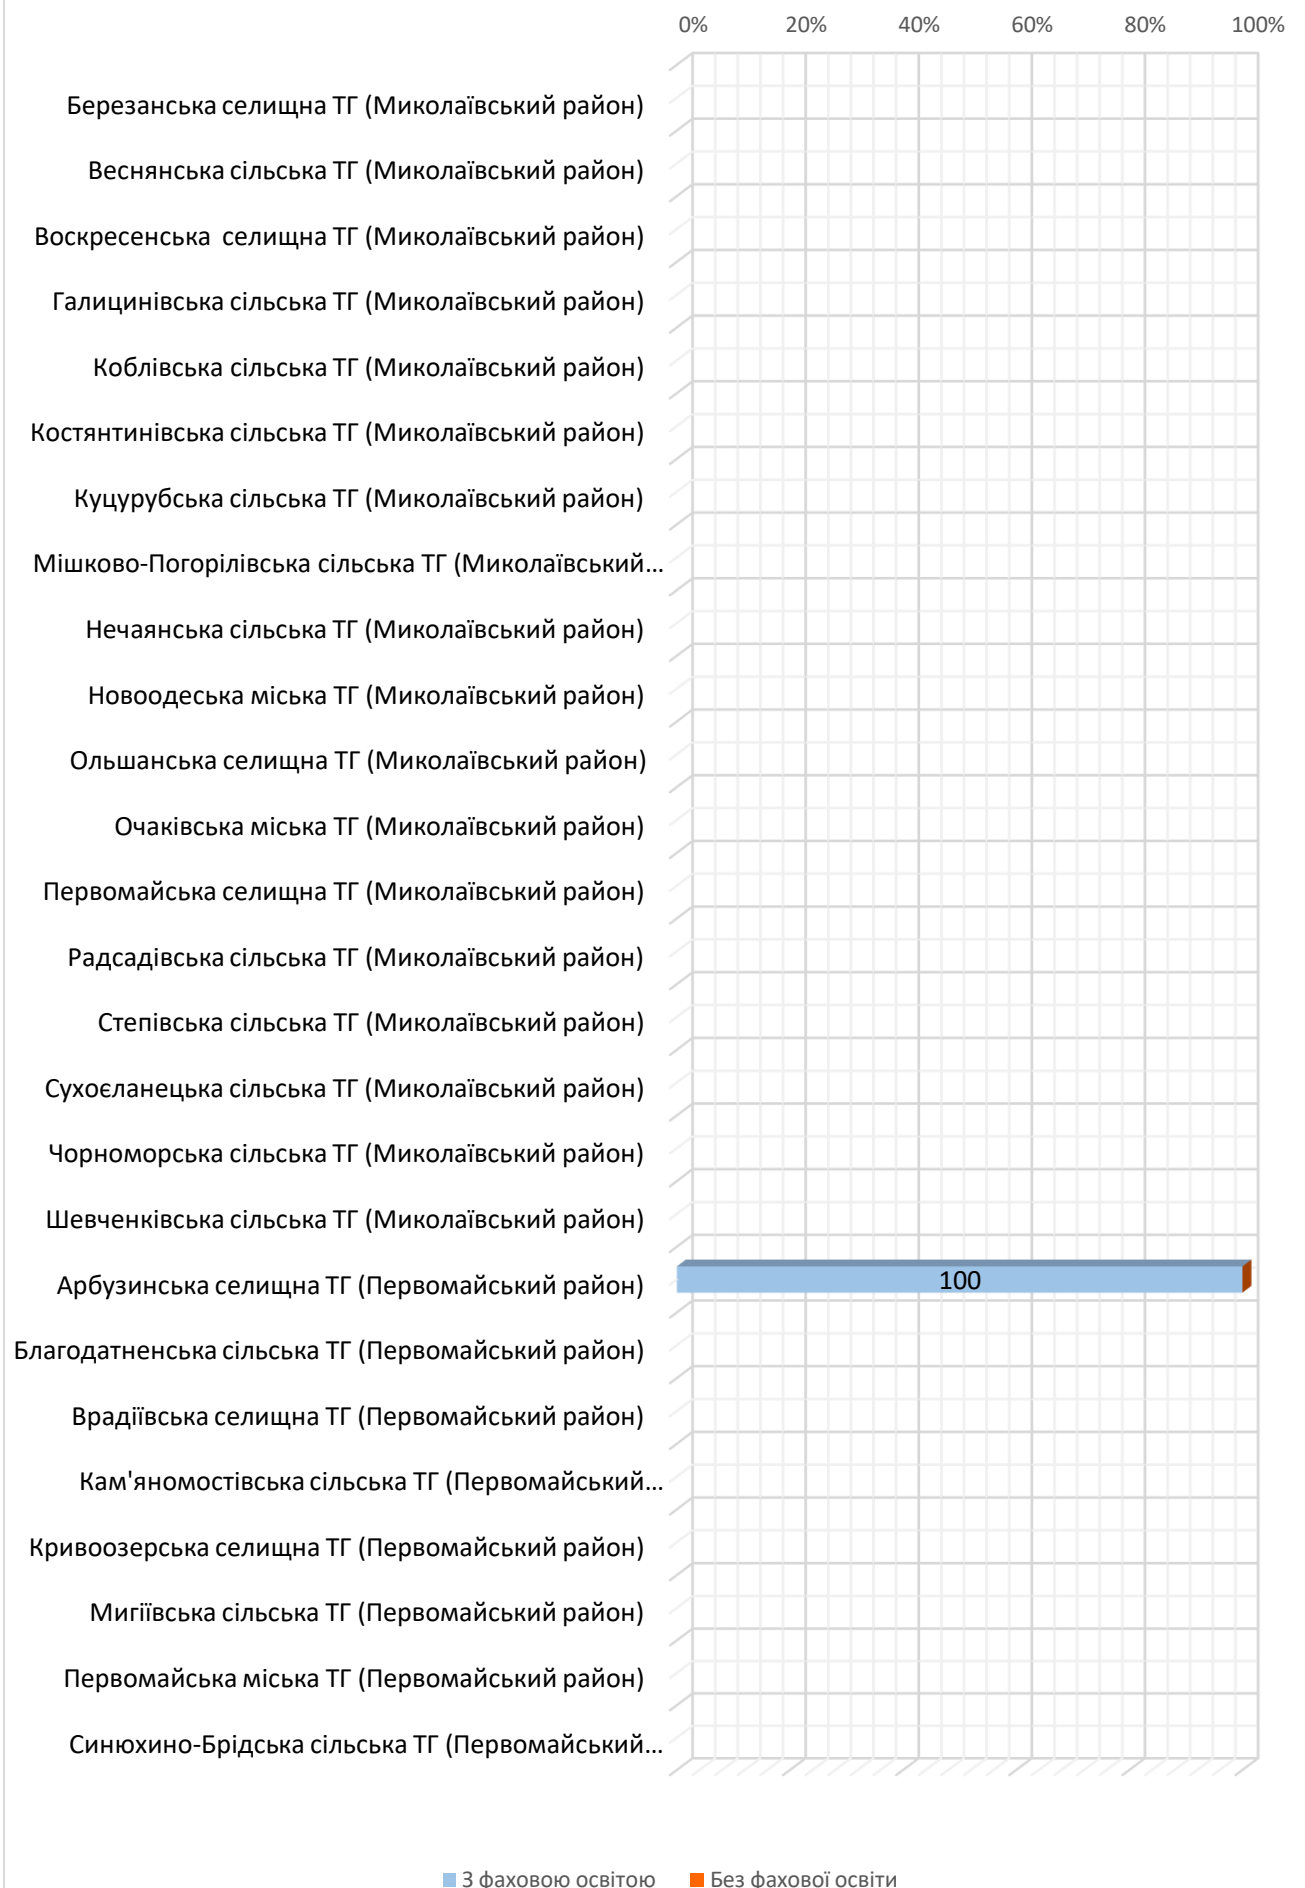 0% 20% 40% 60% 80% 100%
Березанська селищна ТГ (Миколаївський район)
Веснянська сільська ТГ (Миколаївський район)
Воскресенська  селищна ТГ (Миколаївський район)
Галицинівська сільська ТГ (Миколаївський район)
Коблівська сільська ТГ (Миколаївський район)
Костянтинівська сільська ТГ (Миколаївський район)
Куцурубська сільська ТГ (Миколаївський район)
Мішково-Погорілівська сільська ТГ (Миколаївський…
Нечаянська сільська ТГ (Миколаївський район)
Новоодеська міська ТГ (Миколаївський район)
Ольшанська селищна ТГ (Миколаївський район)
Очаківська міська ТГ (Миколаївський район)
Первомайська селищна ТГ (Миколаївський район)
Радсадівська сільська ТГ (Миколаївський район)
Степівська сільська ТГ (Миколаївський район)
Сухоєланецька сільська ТГ (Миколаївський район)
Чорноморська сільська ТГ (Миколаївський район)
Шевченківська сільська ТГ (Миколаївський район)
Арбузинська селищна ТГ (Первомайський район) 100
Благодатненська сільська ТГ (Первомайський район)
Врадіївська селищна ТГ (Первомайський район)
Кам'яномостівська сільська ТГ (Первомайський…
Кривоозерська селищна ТГ (Первомайський район)
Мигіївська сільська ТГ (Первомайський район)
Первомайська міська ТГ (Первомайський район)
Синюхино-Брідська сільська ТГ (Первомайський…
З фаховою освітою Без фахової освіти